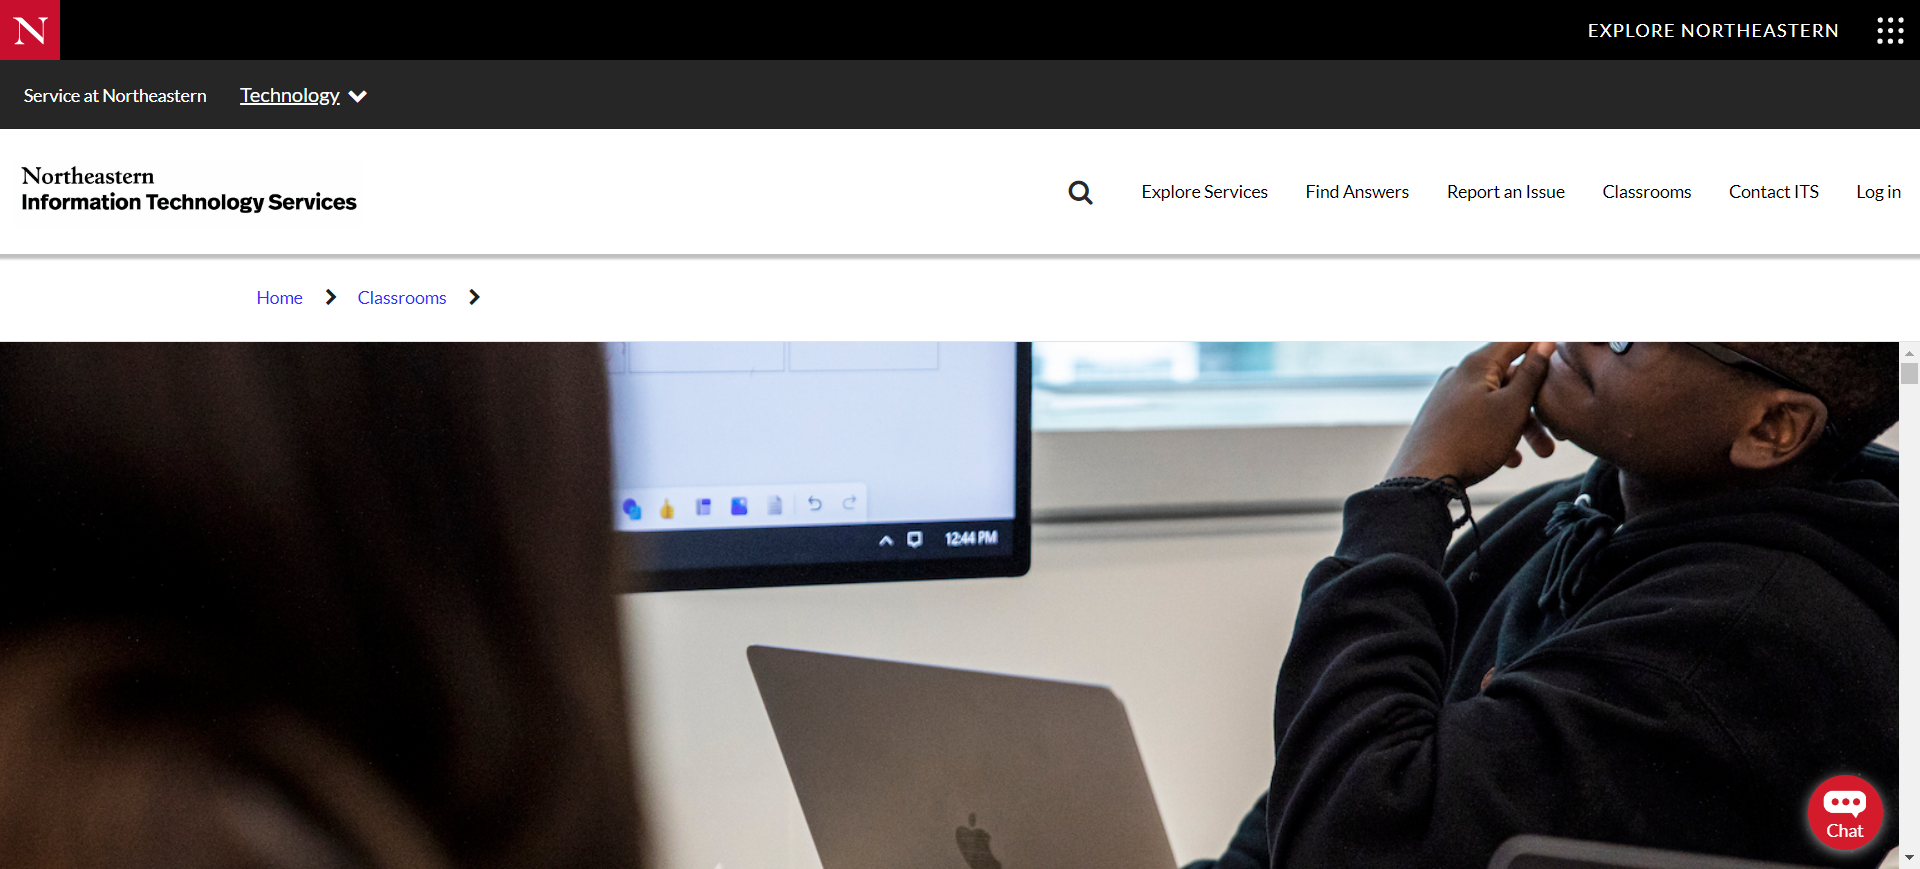 N
EXPLORE NORTHEASTERN
Service at Northeastern
Technology
Northeastern
Information Technology Services
Explore Services
Find Answers
Report an Issue
Classrooms
Contact ITS
Log in
Home
Classrooms
12:44 PM
Chat